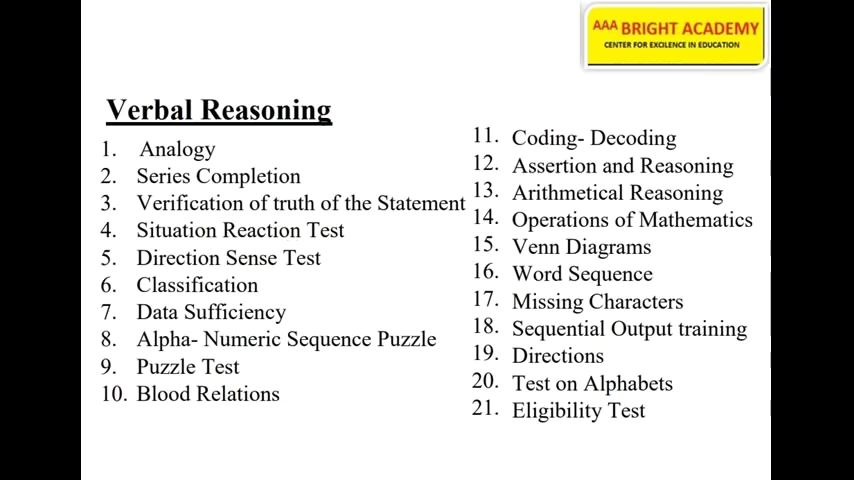 AAA BRIGHT ACADEMY
CENTER FOR EXCILENCE IN EDUCATION
Verbal Reasoning
1. Analogy
2. Series Completion
3. Verification of truth of the Statement
4. Situation Reaction Test
5. Direction Sense Test
6. Classification
7. Data Sufficiency
8. Alpha- Numeric Sequence Puzzle
9. Puzzle Test
10. Blood Relations
11. Coding- Decoding
12. Assertion and Reasoning
13. Arithmetical Reasoning
14. Operations of Mathematics
15. Venn Diagrams
16. Word Sequence
17. Missing Characters
18. Sequential Output training
19. Directions
20. Test on Alphabets
21. Eligibility Test